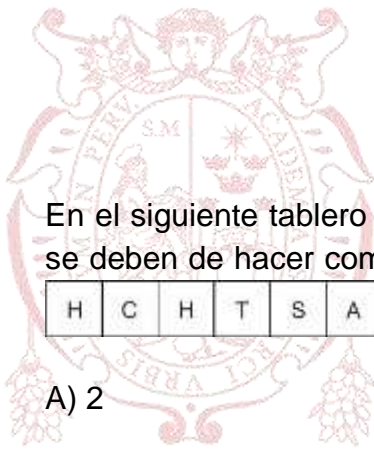 S.M
En el siguiente tablero
se deben de hacer com
H C H T S A
A) 2